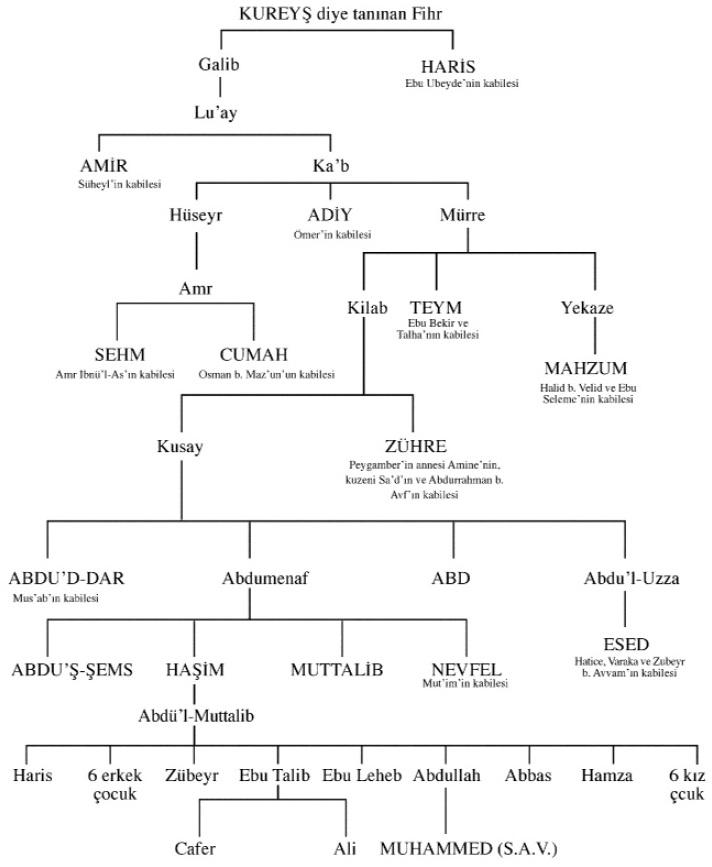 KUREYŞ diye tanınan Fihr
Galib
HARİS
Ebu Ubeyde'nin kabilesi
Lu'ay
AMİR
Süheyl'in kabilesi
Ka'b
Hüseyr
ADİY
Ömer'in kabilesi
Mürre
Amr
Kilab
TEYM
Ebu Bekir ve
Talha'nın kabilesi
Yekaze
SEHM
Amr İbnü'l-As'ın kabilesi
CUMAH
Osman b. Maz'un'un kabilesi
MAHZUM
Halid b. Velid ve Ebu
Seleme'nin kabilesi
Kusay
ZÜHRE
Peygamber'in annesi Amine'nin,
kuzeni Sa'd'ın ve Abdurrahman b.
Avf'ın kabilesi
ABDU'D-DAR
Mus'ab'ın kabilesi
Abdumenaf
ABD
Abdu'l-Uzza
ABDU'Ş-ŞEMS
HAŞİM
MUTTALİB
NEVFEL
Mut'im'in kabilesi
ESED
Hatice, Varaka ve Zübeyr
b. Avvam'ın kabilesi
Abdü'l-Muttalib
Haris
6 erkek
çocuk
Zübeyr
Ebu Talib
Ebu Leheb
Abdullah
Abbas
Hamza
6 kız
çcuk
Cafer
Ali
MUHAMMED (S.A.V.)